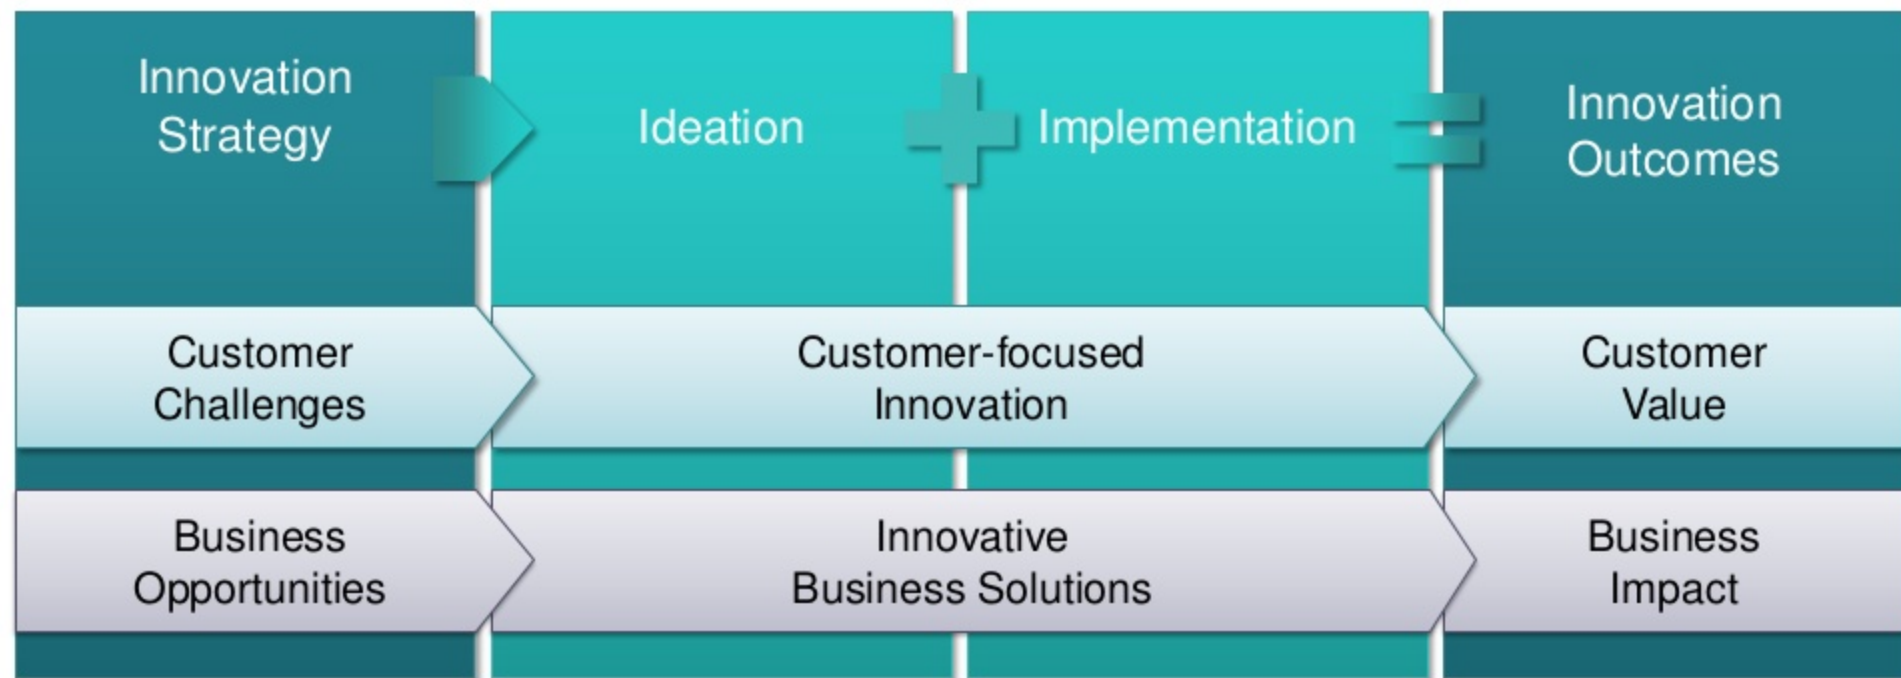 Innovation
Strategy
Ideation
Implementation
Innovation
Outcomes
Customer
Challenges
Customer-focused
Innovation
Customer
Value
Business
Opportunities
Innovative
Business Solutions
Business
Impact